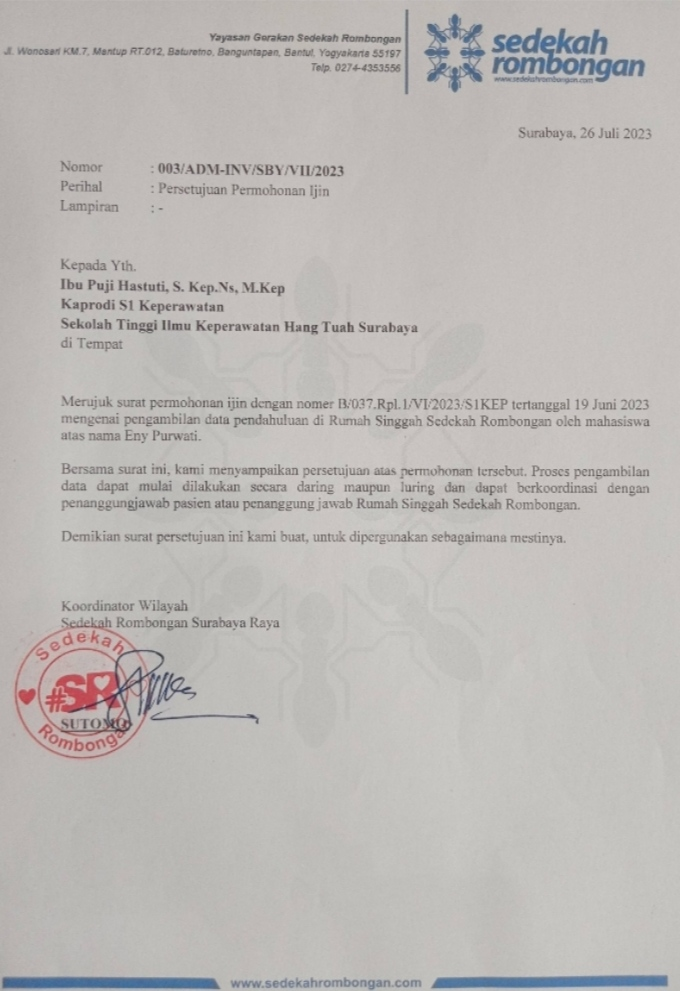 Yayasan Gerakan Sedekah Rombongan
Jl. Wonosari KM.7, Mantup RT.012, Baturetno, Banguntapan, Bantul, Yogyakarta 55197
Telp. 0274-4353556
sedekah
rombongan
www.sedekahrombongan.com
Surabaya, 26 Juli 2023
Nomor : 003/ADM-INV/SBY/VII/2023
Perihal : Persetujuan Permohonan Ijin
Lampiran : -
Kepada Yth.
Ibu Puji Hastuti, S. Kep.Ns, M.Kep
Kaprodi S1 Keperawatan
Sekolah Tinggi Ilmu Keperawatan Hang Tuah Surabaya
di Tempat
Merujuk surat permohonan ijin dengan nomer B/037.Rpl.1/VI/2023/S1KEP tertanggal 19 Juni 2023
mengenai pengambilan data pendahuluan di Rumah Singgah Sedekah Rombongan oleh mahasiswa
atas nama Eny Purwati.
Bersama surat ini, kami menyampaikan persetujuan atas permohonan tersebut. Proses pengambilan
data dapat mulai dilakukan secara daring maupun luring dan dapat berkoordinasi dengan
penanggungjawab pasien atau penanggung jawab Rumah Singgah Sedekah Rombongan.
Demikian surat persetujuan ini kami buat, untuk dipergunakan sebagaimana mestinya.
Koordinator Wilayah
Sedekah Rombongan Surabaya Raya
Sedekah
#SR
SUTOMO
Rombongan
www.sedekahrombongan.com